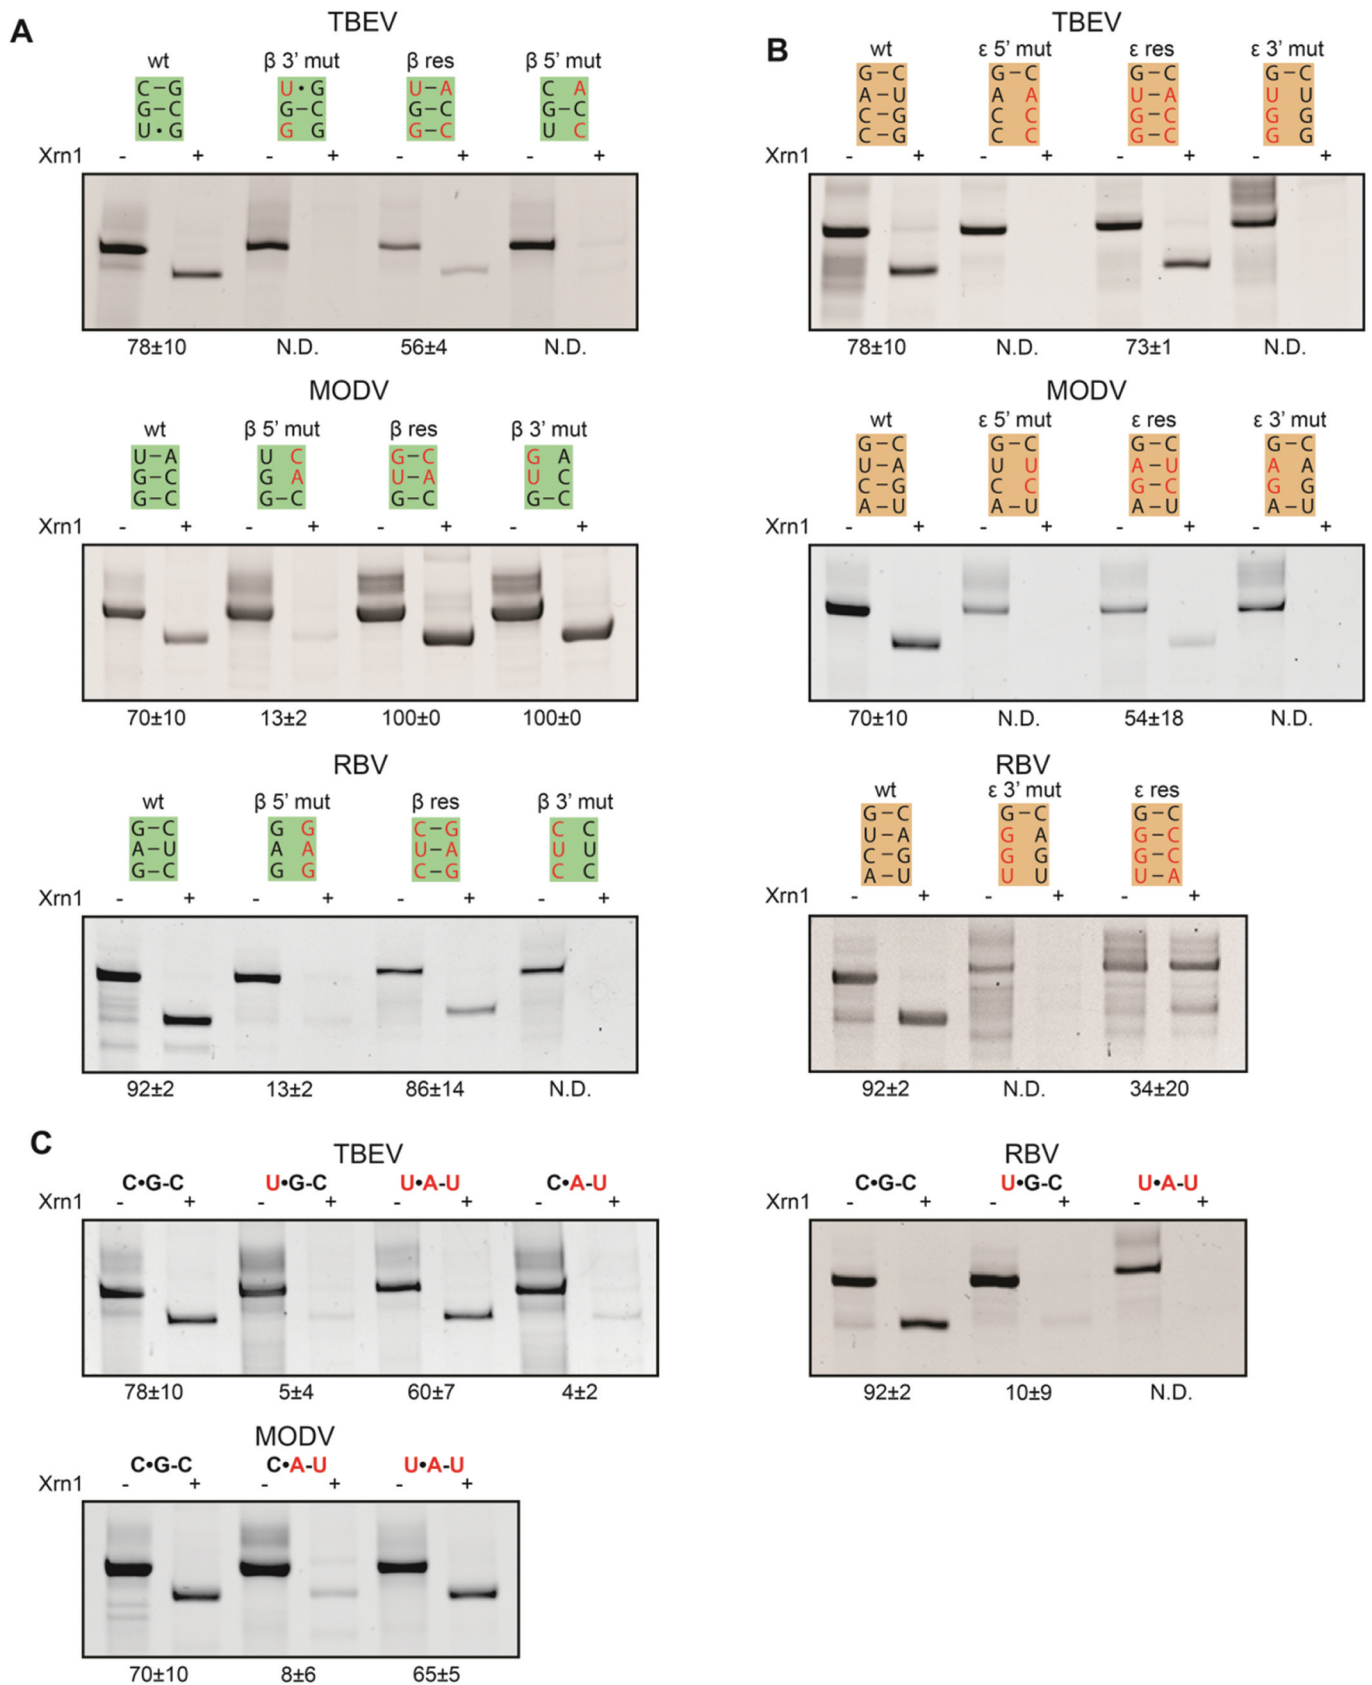 A
TBEV
wt β 3' mut β res β 5' mut
C–G U•G U–A C A
G–C G–C G–C G–C
U•G G G G–C U C
Xrn1 - + - + - + - +
78±10 N.D. 56±4 N.D.
MODV
wt β 5' mut β res β 3' mut
U–A U C G–C G A
G–C G A U–A U C
G–C G–C G–C G–C
Xrn1 - + - + - + - +
70±10 13±2 100±0 100±0
RBV
wt β 5' mut β res β 3' mut
G–C G G C–G C C
A–U A A U–A U U
G–C G G C–G C C
Xrn1 - + - + - + - +
92±2 13±2 86±14 N.D.
B
TBEV
wt ε 5' mut ε res ε 3' mut
G–C G–C G–C G–C
A–U A A U–A U U
C–G C C G–C G G
C–G C C G–C G G
- + - + - + - +
78±10 N.D. 73±1 N.D.
MODV
wt ε 5' mut ε res ε 3' mut
G–C G–C G–C G–C
U–A U U A–U A A
C–G C C G–C G G
A–U A–U A–U A–U
Xrn1 - + - + - + - +
70±10 N.D. 54±18 N.D.
RBV
wt ε 3' mut ε res
G–C G–C G–C
U–A G A G–C
C–G G G G–C
A–U U U U–A
Xrn1 - + - + - +
92±2 N.D. 34±20
C
TBEV
C•G-C U•G-C U•A-U C•A-U
Xrn1 - + - + - + - +
78±10 5±4 60±7 4±2
RBV
C•G-C U•G-C U•A-U
Xrn1 - + - + - +
92±2 10±9 N.D.
MODV
C•G-C C•A-U U•A-U
Xrn1 - + - + - +
70±10 8±6 65±5